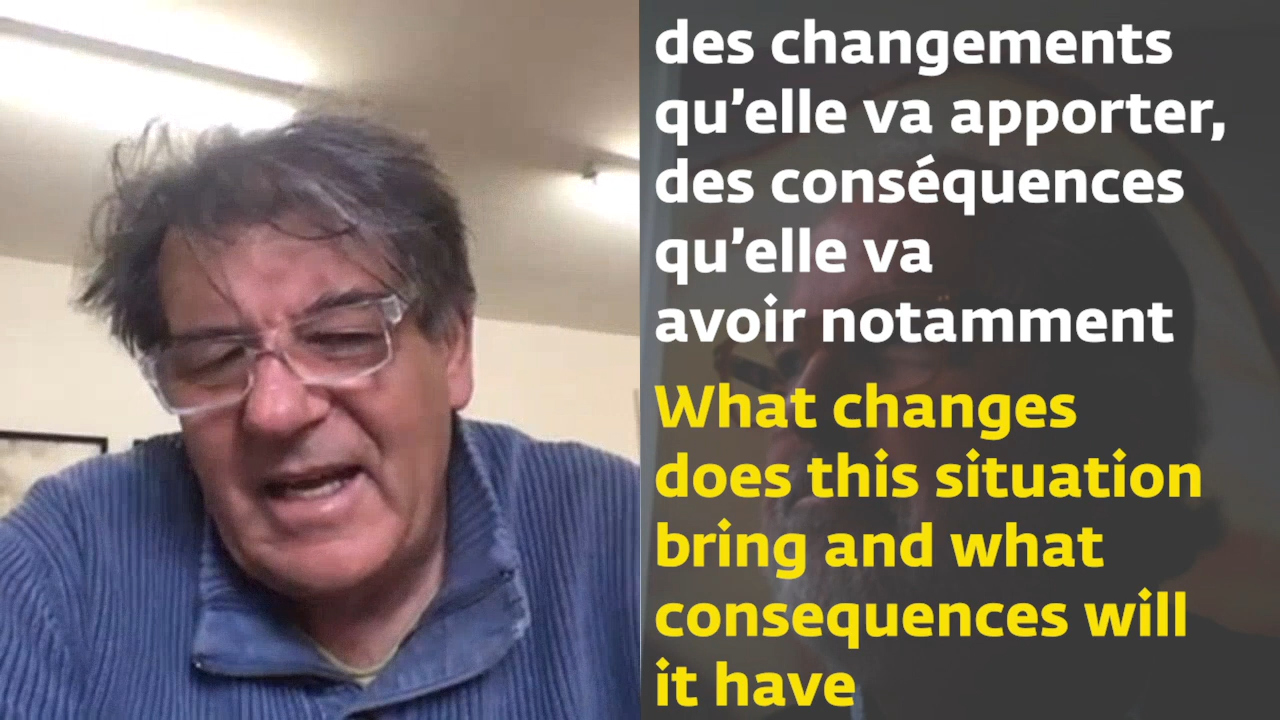 des changements
qu’elle va apporter,
des conséquences
qu’elle va
avoir notamment
What changes
does this situation
bring and what
consequences will
it have